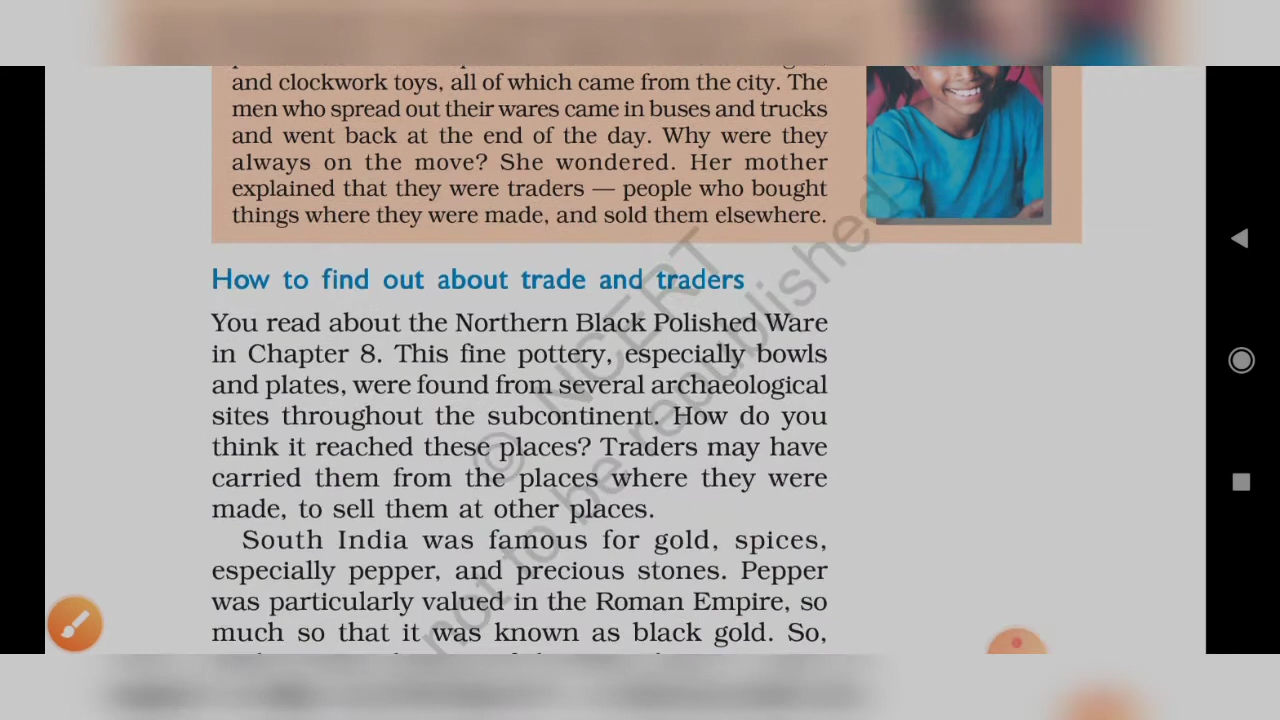 and clockwork toys, all of which came from the city. The
men who spread out their wares came in buses and trucks
and went back at the end of the day. Why were they
always on the move? She wondered. Her mother
explained that they were traders — people who bought
things where they were made, and sold them elsewhere.
How to find out about trade and traders
You read about the Northern Black Polished Ware
in Chapter 8. This fine pottery, especially bowls
and plates, were found from several archaeological
sites throughout the subcontinent. How do you
think it reached these places? Traders may have
carried them from the places where they were
made, to sell them at other places.
South India was famous for gold, spices,
especially pepper, and precious stones. Pepper
was particularly valued in the Roman Empire, so
much so that it was known as black gold. So,
© NCERT
not to be republished